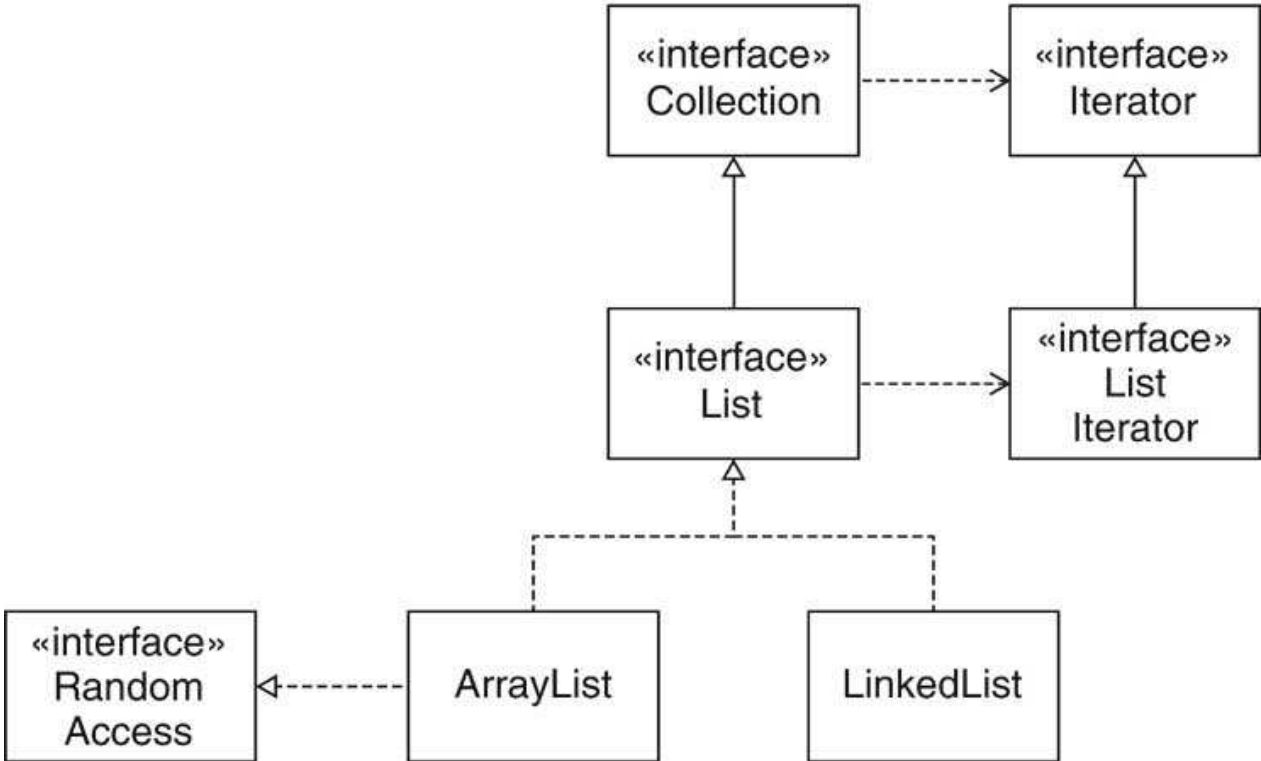 «interface»
Collection
«interface»
Iterator
«interface»
List
«interface»
List
Iterator
«interface»
Random
Access
ArrayList
LinkedList